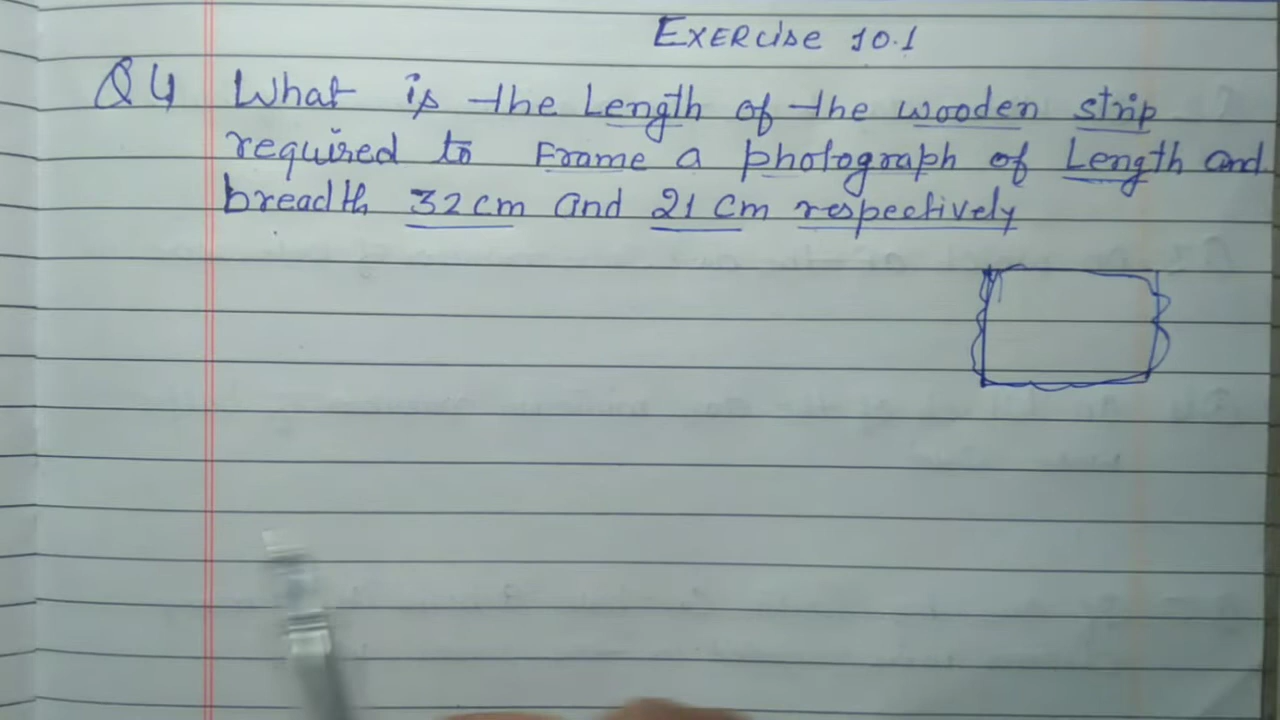 Exercise 10.1
Q4 What is the Length of the wooden strip
required to Frame a photograph of Length and
breadth 32 cm and 21 cm respectively